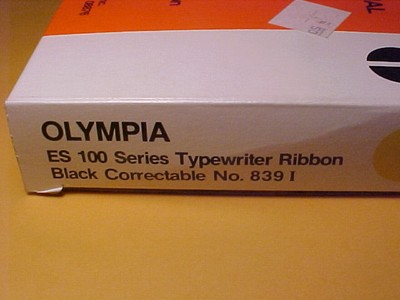 OLYMPIA
ES 100 Series Typewriter Ribbon
Black Correctable No. 839 I